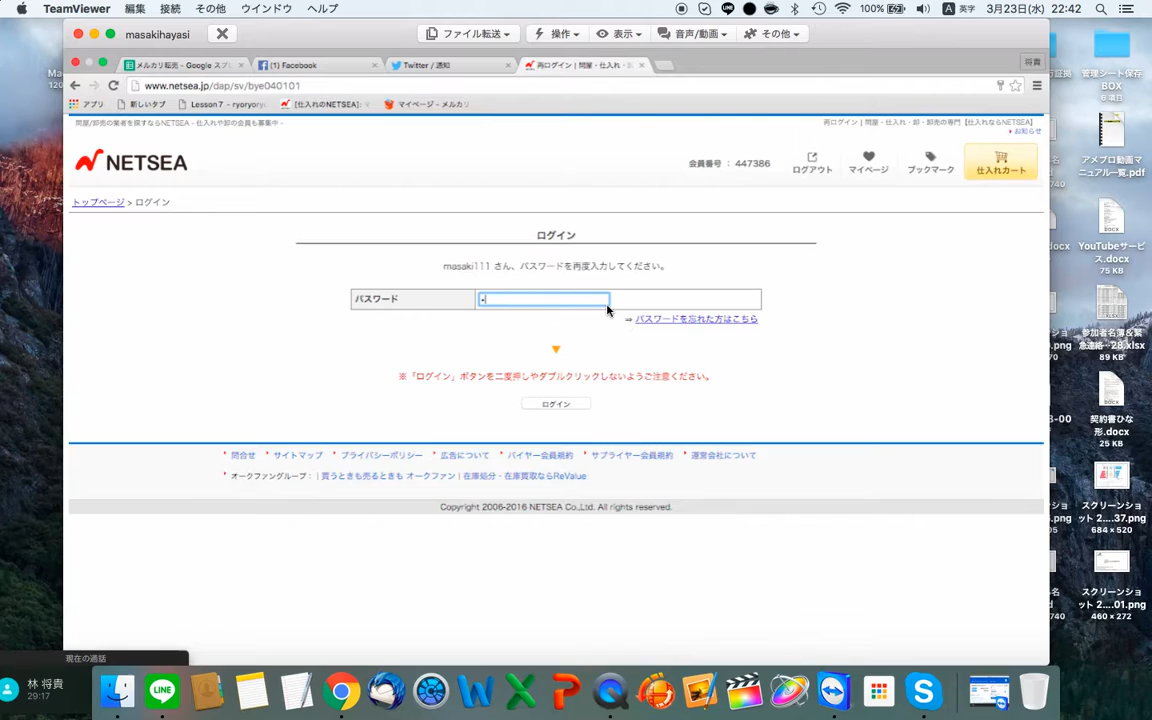 TeamViewer 編集 接続 その他 ウインドウ ヘルプ
100% A 英字 3月23日(水) 22:42
masakihayasi
ファイル転送 操作 表示 音声/動画 その他
メルカリ転売 - Google スプ
(1) Facebook
Twitter / 通知
再ログイン | 問屋・仕入れ・
将貴
www.netsea.jp/dap/sv/bye040101
アプリ 新しいタブ Lesson 7 - ryoryoryo [仕入れのNETSEA]: マイページ - メルカリ
問屋/卸売の業者を探すならNETSEA - 仕入れや卸の会員も募集中 -
再ログイン | 問屋・仕入れ・卸・卸売の専門 【仕入れならNETSEA】
お知らせ
NETSEA
会員番号 : 447386
ログアウト マイページ ブックマーク 仕入れカート
トップページ > ログイン
ログイン
masaki111 さん、パスワードを再度入力してください。
パスワード
⇒ パスワードを忘れた方はこちら
▼
※「ログイン」ボタンを二度押しやダブルクリックしないようご注意ください。
ログイン
問合せ サイトマップ プライバシーポリシー 広告について バイヤー会員規約 サプライヤー会員規約 運営会社について
オークファングループ : | 買うときも売るときも オークファン | 在庫処分・在庫買取ならReValue
Copyright 2006-2016 NETSEA Co.,Ltd. All rights reserved.
管理シート保存
BOX
6 項目
アメブロ動画マ
ニュアル一覧.pdf
YouTubeサービ
ス.docx
75 KB
参加者名簿&緊
急連絡…28.xlsx
89 KB
契約書ひな
形.docx
25 KB
スクリーンショ
ット 2....37.png
684 × 520
スクリーンショ
ット 2....01.png
460 × 272
現在の通話
林 将貴
29:17
LINE